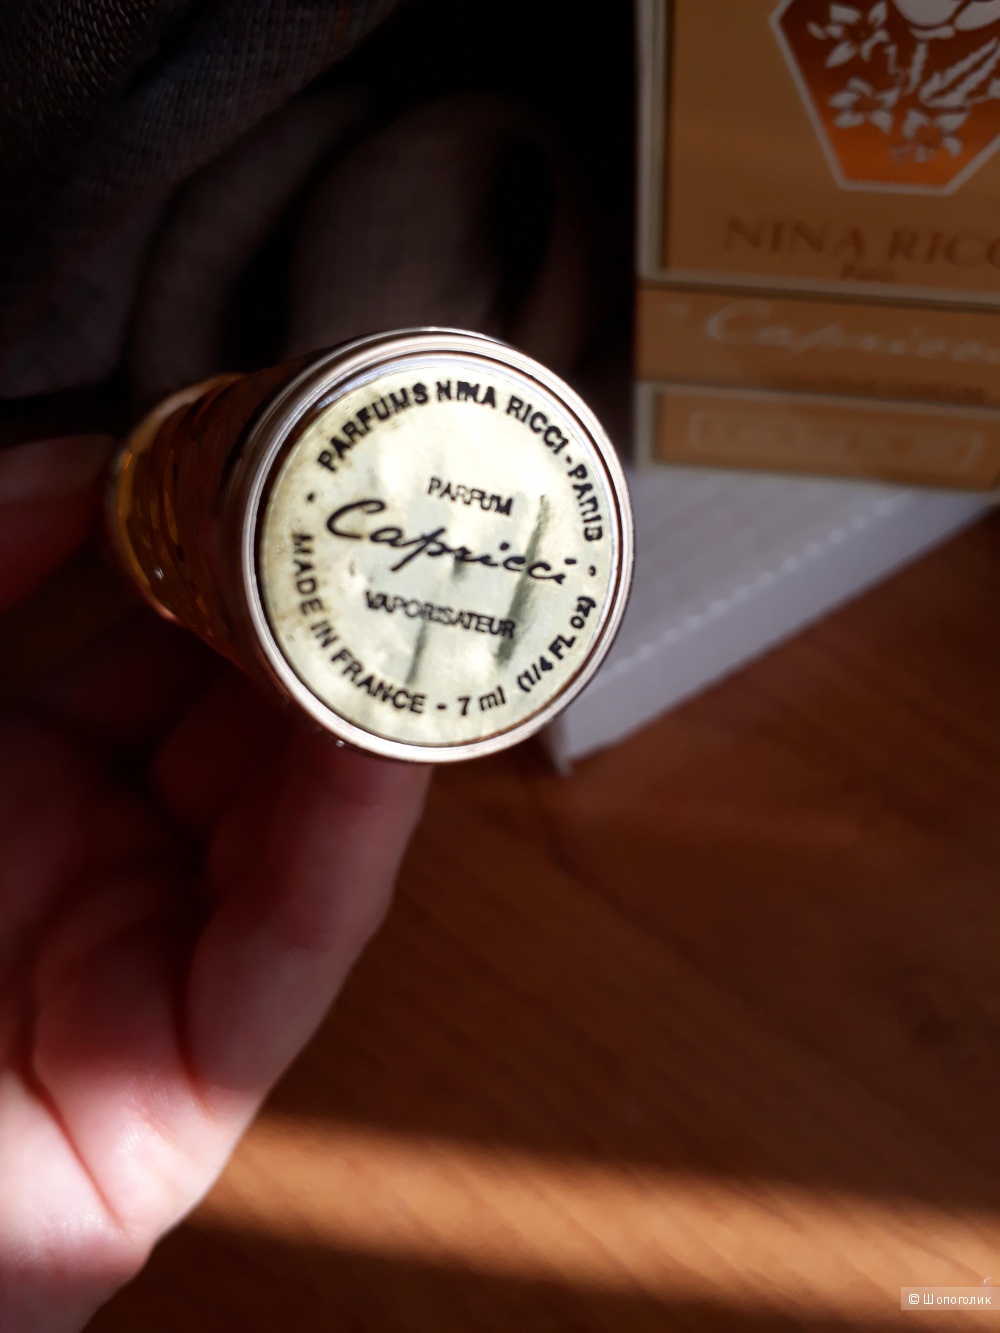 PARFUMS NINA RICCI - PARIS
PARFUM
Capricci
VAPORISATEUR
MADE IN FRANCE - 7 ml (1/4 FL OZ)
NINA RICC
Capricci
© Шопоголик